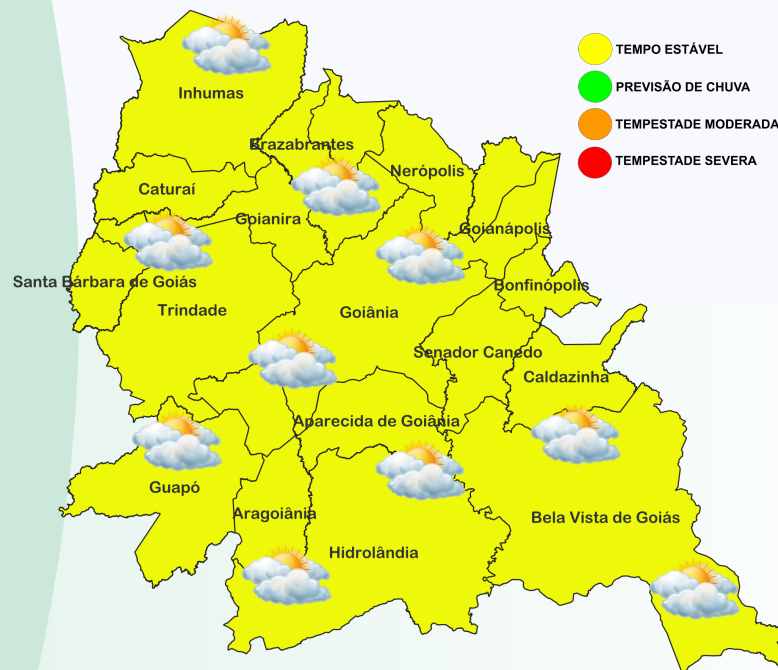 TEMPO ESTÁVEL
PREVISÃO DE CHUVA
TEMPESTADE MODERADA
TEMPESTADE SEVERA
Inhumas
Brazabrantes
Nerópolis
Caturaí
Goianira
Goianápolis
Santa Bárbara de Goiás
Bonfinópolis
Trindade
Goiânia
Senador Canedo
Caldazinha
Aparecida de Goiânia
Guapó
Aragoiânia
Bela Vista de Goiás
Hidrolândia